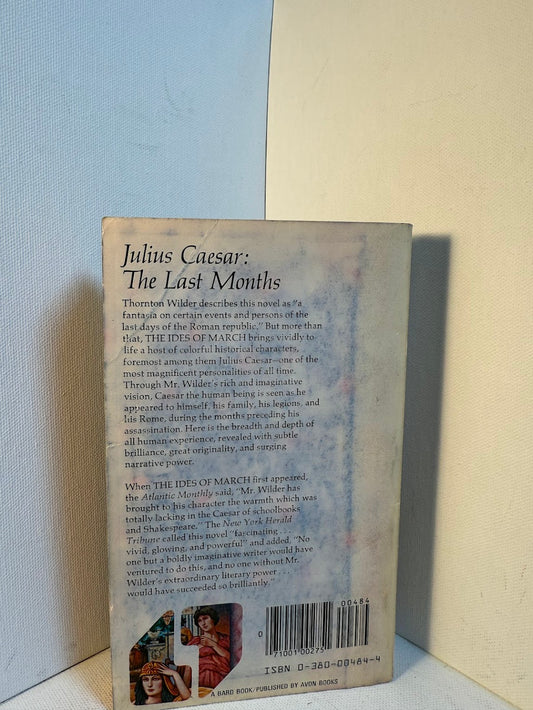 Julius Caesar:
The Last Months
Thornton Wilder describes this novel as "a
fantasia on certain events and persons of the
last days of the Roman republic." But more than
that, THE IDES OF MARCH brings vividly to
life a host of colorful historical characters,
foremost among them Julius Caesar—one of the
most magnificent personalities of all time.
Through Mr. Wilder's rich and imaginative
vision, Caesar the human being is seen as he
appeared to himself, his family, his legions, and
his Rome, during the months preceding his
assassination. Here is the breadth and depth of
all human experience, revealed with subtle
brilliance, great originality, and surging
narrative power.
When THE IDES OF MARCH first appeared,
the Atlantic Monthly said, "Mr. Wilder has
brought to his character the warmth which was
totally lacking in the Caesar of schoolbooks
and Shakespeare." The New York Herald
Tribune called this novel "fascinating . . .
vivid, glowing, and powerful" and added, "No
one but a boldly imaginative writer would have
ventured to do this, and no one without Mr.
Wilder's extraordinary literary power . . .
would have succeeded so brilliantly."
00484
0
71001 00275
ISBN 0-380-00484-4
A BARD BOOK/PUBLISHED BY AVON BOOKS